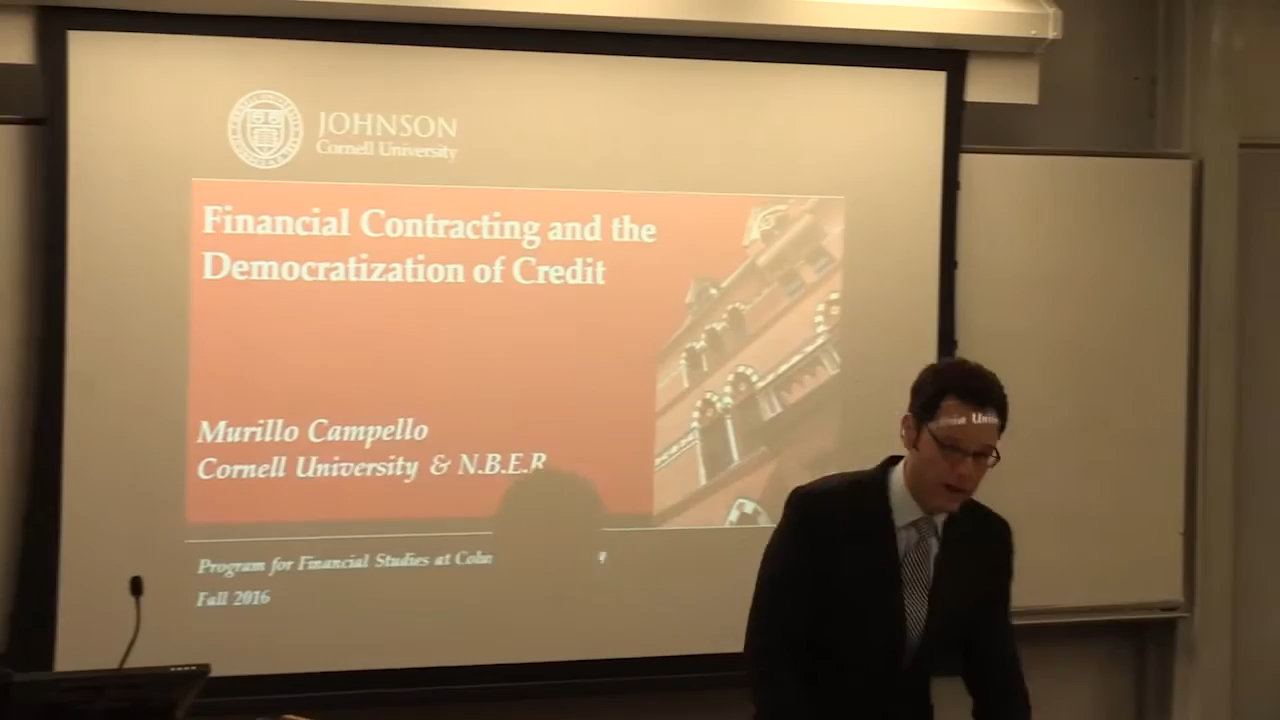 JOHNSON
Cornell University
Financial Contracting and the
Democratization of Credit
Murillo Campello
Cornell University & N.B.E.R
Program for Financial Studies at
Fall 2016